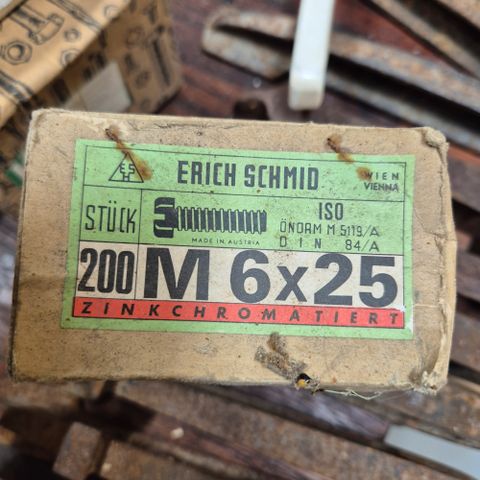 E S
H
ERICH SCHMID
WIEN
VIENNA
STÜCK
MADE IN AUSTRIA
ISO
ÖNORM M 5119/A
DIN 84/A
200 M 6x25
ZINKCHROMATIERT